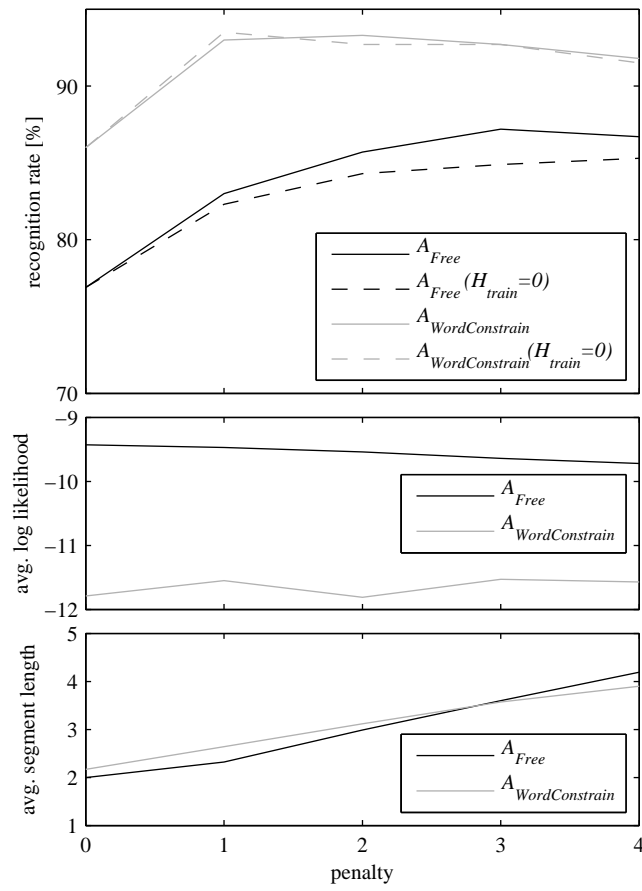 recognition rate [%]
90
80
70
A_Free
A_Free (H_train=0)
A_WordConstrain
A_WordConstrain (H_train=0)
avg. log likelihood
−9
−10
−11
−12
A_Free
A_WordConstrain
avg. segment length
5
4
3
2
1
A_Free
A_WordConstrain
0 1 2 3 4
penalty